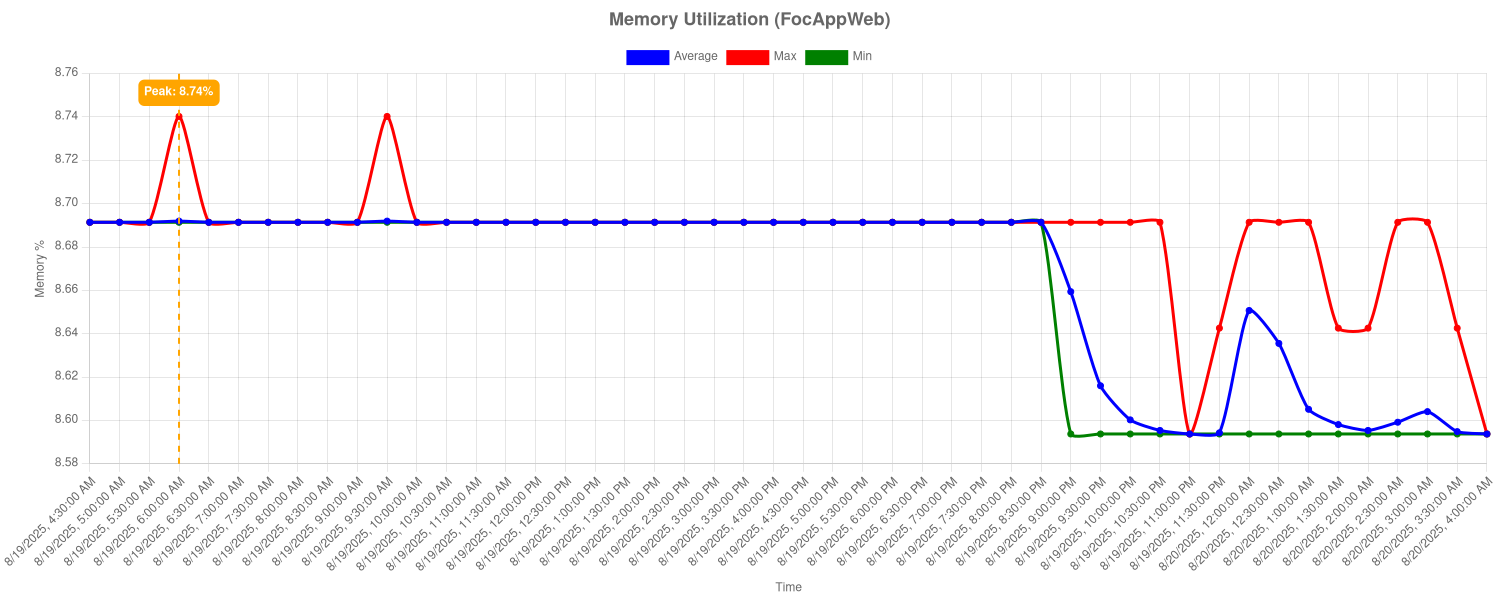 Memory Utilization (FocAppWeb)
Average Max Min
8.76
8.74
8.72
8.70
8.68
8.66
8.64
8.62
8.60
8.58
Memory %
Peak: 8.74%
8/19/2025, 4:30:00 AM
8/19/2025, 5:00:00 AM
8/19/2025, 5:30:00 AM
8/19/2025, 6:00:00 AM
8/19/2025, 6:30:00 AM
8/19/2025, 7:00:00 AM
8/19/2025, 7:30:00 AM
8/19/2025, 8:00:00 AM
8/19/2025, 8:30:00 AM
8/19/2025, 9:00:00 AM
8/19/2025, 9:30:00 AM
8/19/2025, 10:00:00 AM
8/19/2025, 10:30:00 AM
8/19/2025, 11:00:00 AM
8/19/2025, 11:30:00 AM
8/19/2025, 12:00:00 PM
8/19/2025, 12:30:00 PM
8/19/2025, 1:00:00 PM
8/19/2025, 1:30:00 PM
8/19/2025, 2:00:00 PM
8/19/2025, 2:30:00 PM
8/19/2025, 3:00:00 PM
8/19/2025, 3:30:00 PM
8/19/2025, 4:00:00 PM
8/19/2025, 4:30:00 PM
8/19/2025, 5:00:00 PM
8/19/2025, 5:30:00 PM
8/19/2025, 6:00:00 PM
8/19/2025, 6:30:00 PM
8/19/2025, 7:00:00 PM
8/19/2025, 7:30:00 PM
8/19/2025, 8:00:00 PM
8/19/2025, 8:30:00 PM
8/19/2025, 9:00:00 PM
8/19/2025, 9:30:00 PM
8/19/2025, 10:00:00 PM
8/19/2025, 10:30:00 PM
8/19/2025, 11:00:00 PM
8/19/2025, 11:30:00 PM
8/20/2025, 12:00:00 AM
8/20/2025, 12:30:00 AM
8/20/2025, 1:00:00 AM
8/20/2025, 1:30:00 AM
8/20/2025, 2:00:00 AM
8/20/2025, 2:30:00 AM
8/20/2025, 3:00:00 AM
8/20/2025, 3:30:00 AM
8/20/2025, 4:00:00 AM
Time